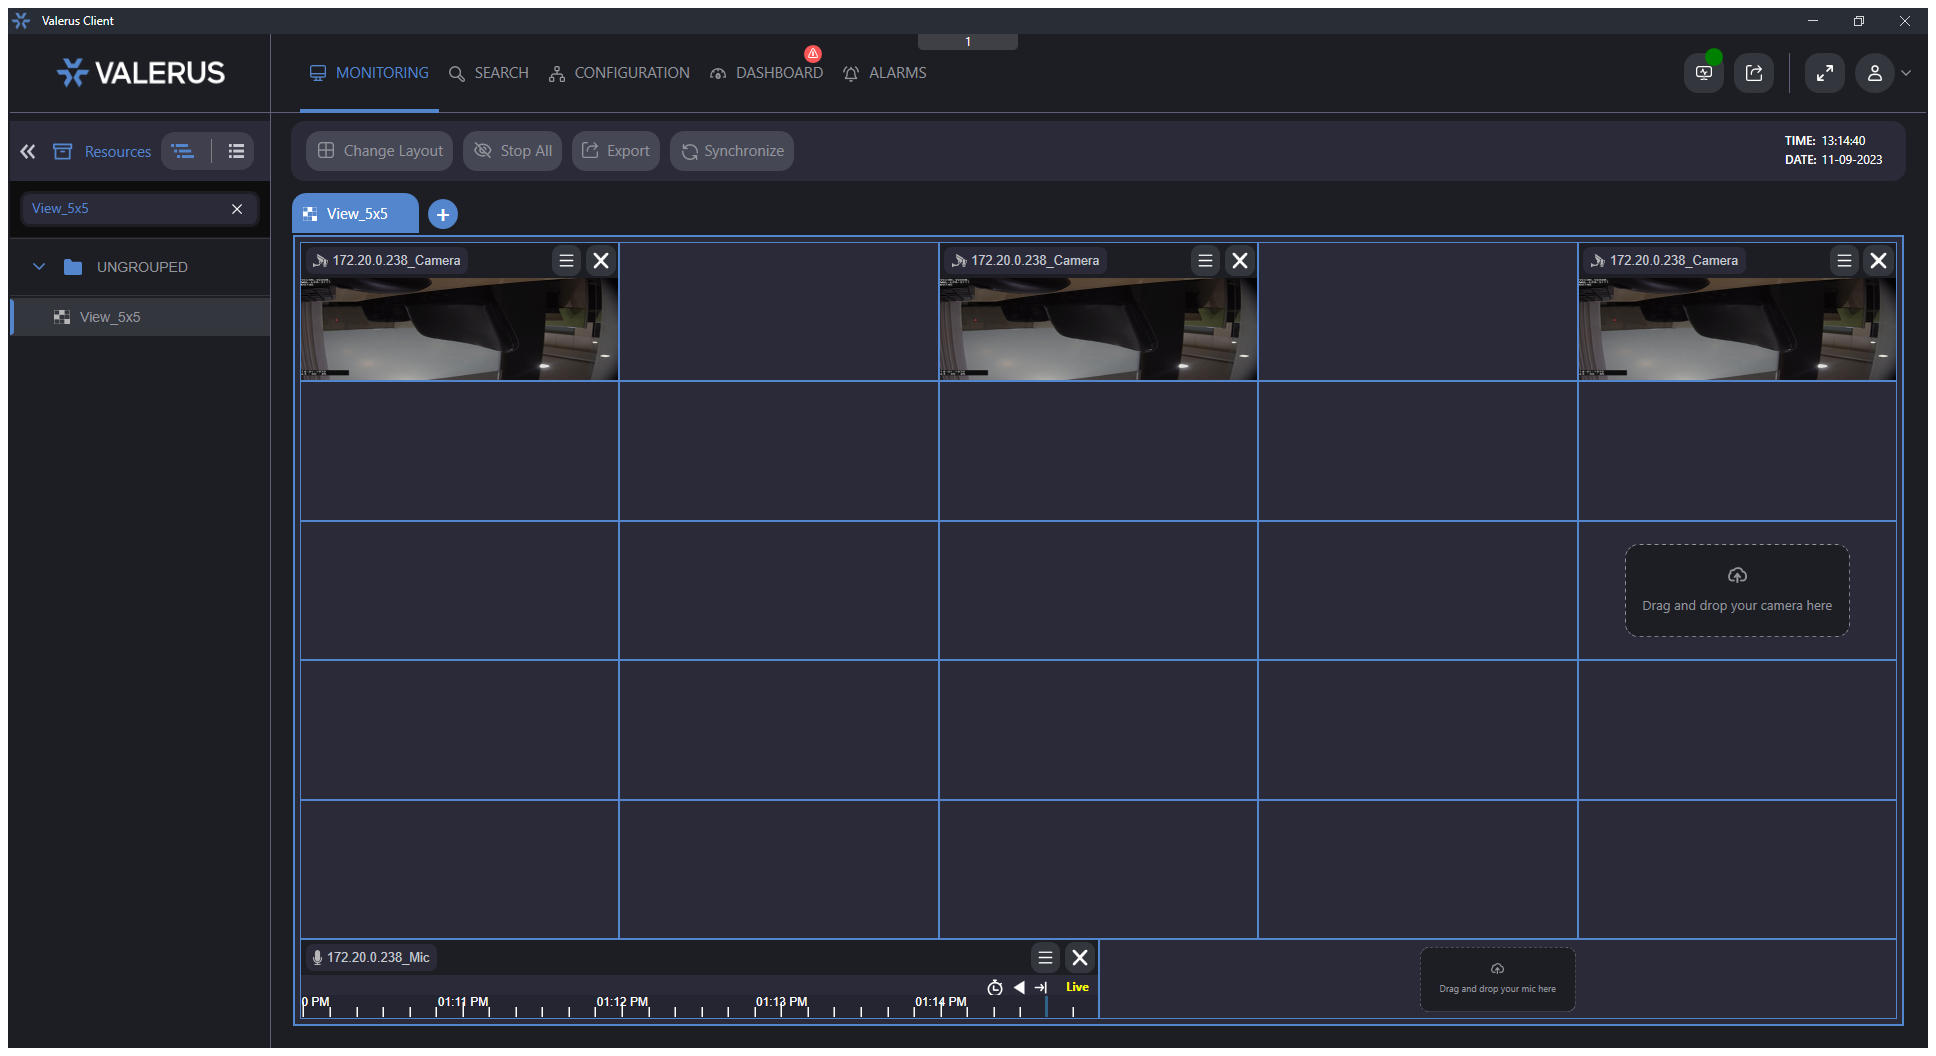 Valerus Client
1
VALERUS
MONITORING
SEARCH
CONFIGURATION
DASHBOARD
ALARMS
Resources
Change Layout
Stop All
Export
Synchronize
TIME: 13:14:40
DATE: 11-09-2023
View_5x5
View_5x5
UNGROUPED
View_5x5
172.20.0.238_Camera
172.20.0.238_Camera
172.20.0.238_Camera
Drag and drop your camera here
172.20.0.238_Mic
Live
0 PM 01:11 PM 01:12 PM 01:13 PM 01:14 PM
Drag and drop your mic here